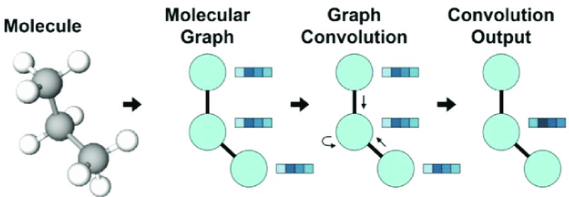 Molecule
Molecular
Graph
Graph
Convolution
Convolution
Output